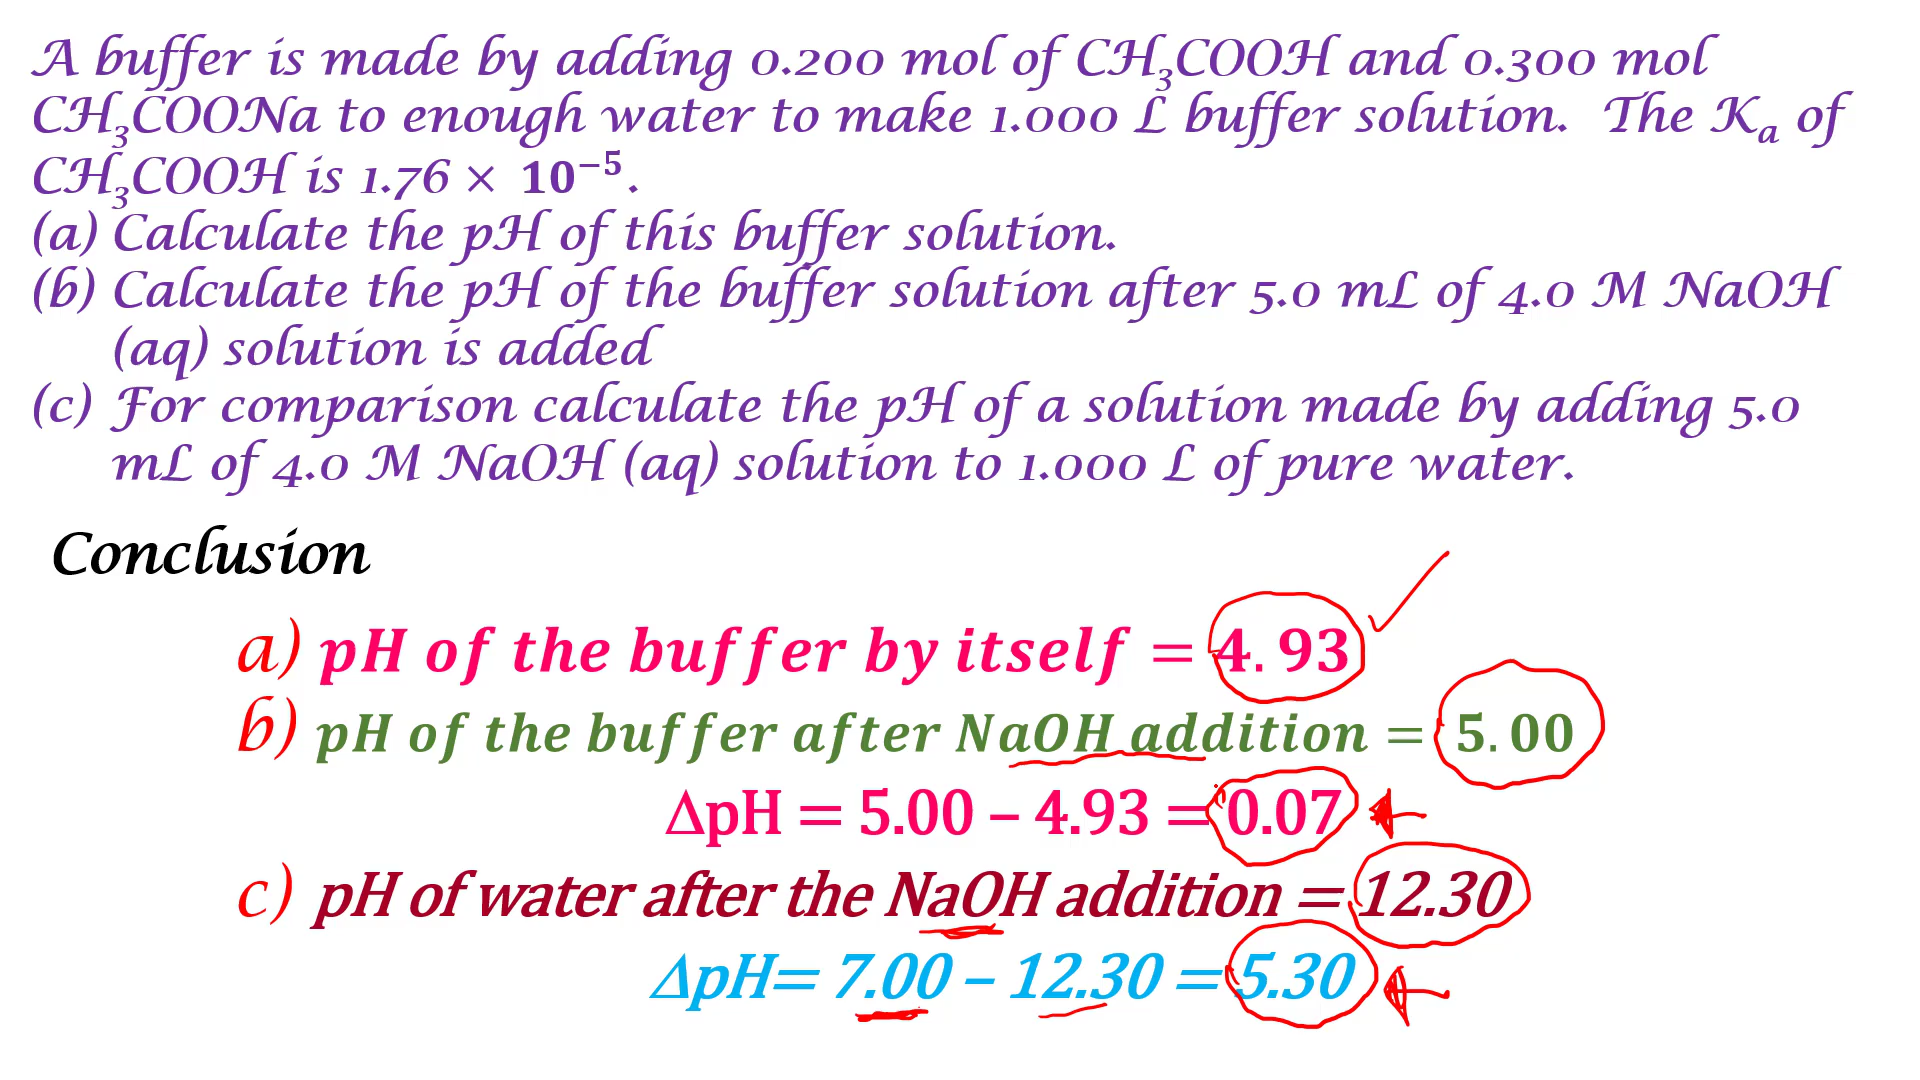 A buffer is made by adding 0.200 mol of CH₃COOH and 0.300 mol
CH₃COONa to enough water to make 1.000 L buffer solution. The Kₐ of
CH₃COOH is 1.76 × 10⁻⁵.
(a) Calculate the pH of this buffer solution.
(b) Calculate the pH of the buffer solution after 5.0 mL of 4.0 M NaOH
(aq) solution is added
(c) For comparison calculate the pH of a solution made by adding 5.0
mL of 4.0 M NaOH (aq) solution to 1.000 L of pure water.
Conclusion
a) pH of the buffer by itself = 4.93
b) pH of the buffer after NaOH addition = 5.00
ΔpH = 5.00 – 4.93 = 0.07
c) pH of water after the NaOH addition = 12.30
ΔpH= 7.00 – 12.30 = 5.30